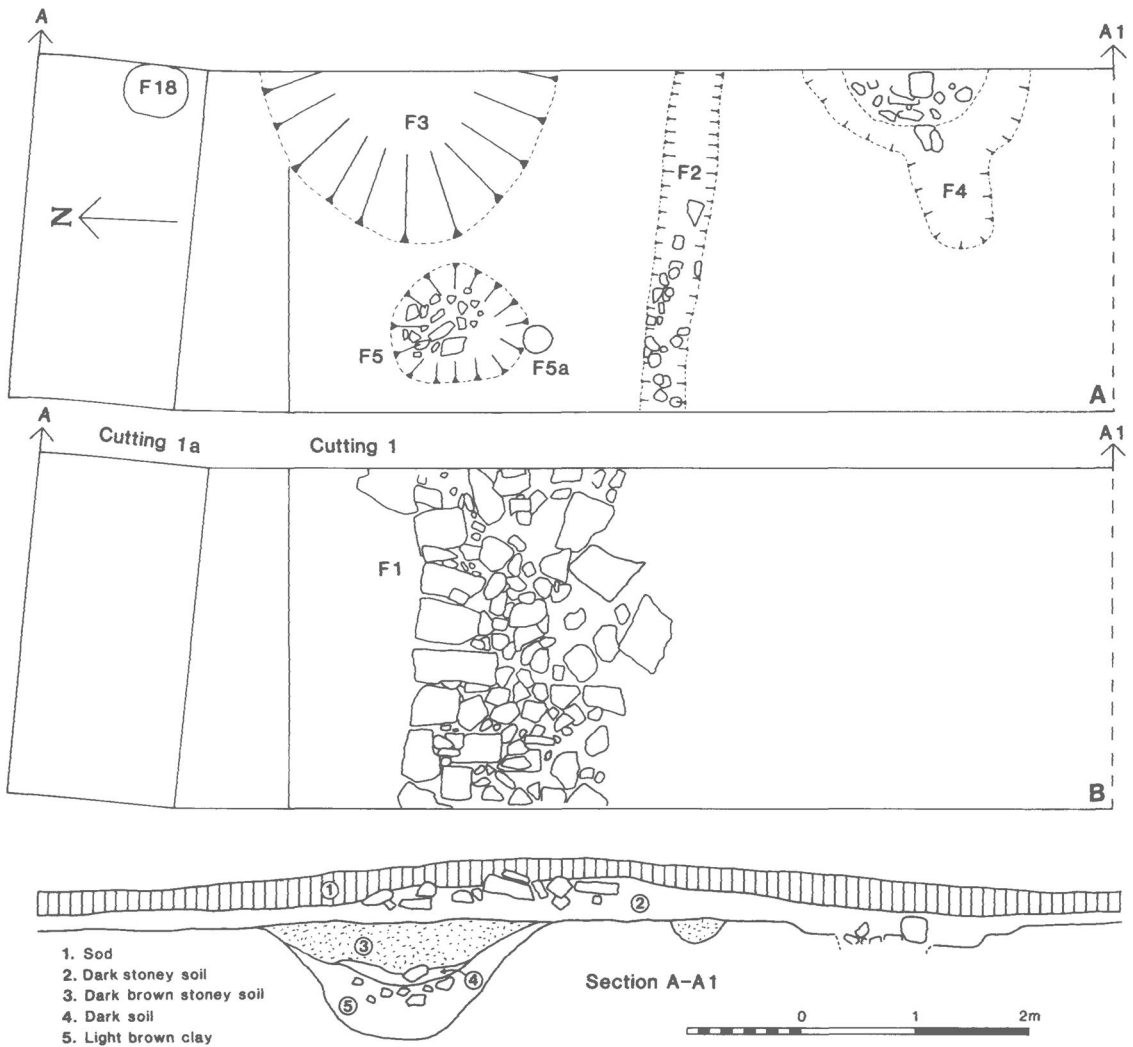 A
A1
F18
F3
F2
F4
N
F5
F5a
A
A
A1
Cutting 1a
Cutting 1
F1
B
1
2
3
4
5
1. Sod
2. Dark stoney soil
3. Dark brown stoney soil
4. Dark soil
5. Light brown clay
Section A-A1
0 1 2m